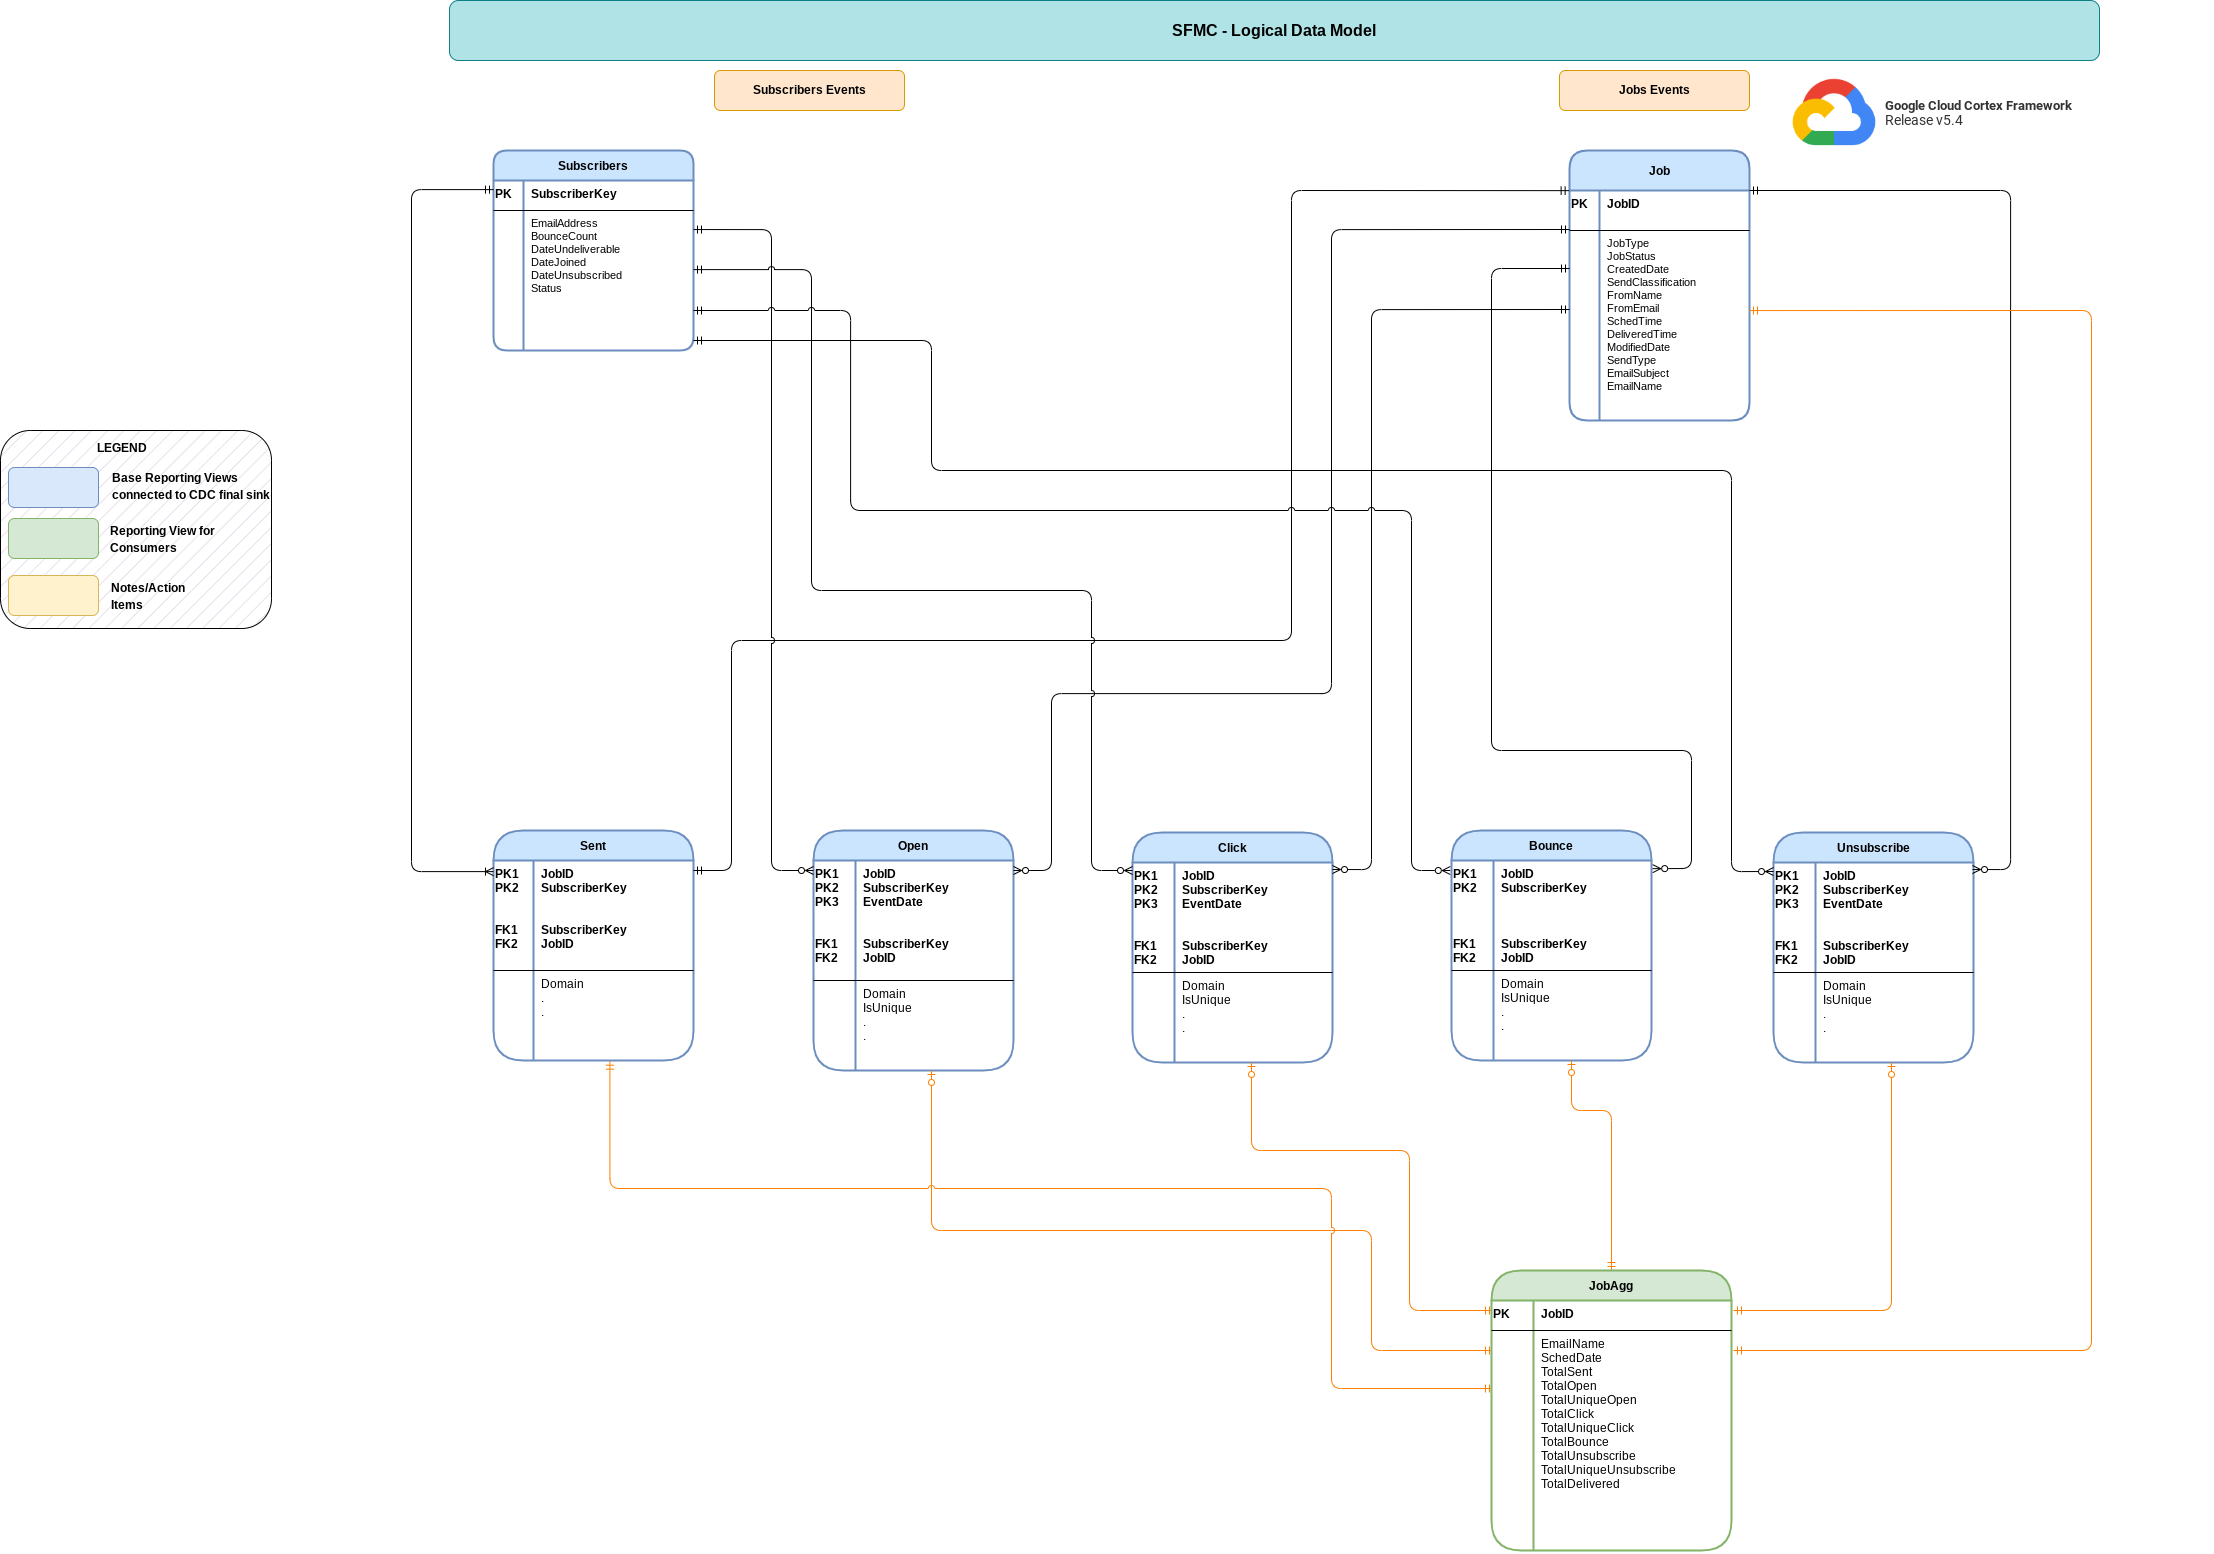 SFMC - Logical Data Model
Subscribers Events
Jobs Events
Google Cloud Cortex Framework
Release v5.4
Subscribers
PK SubscriberKey
EmailAddress
BounceCount
DateUndeliverable
DateJoined
DateUnsubscribed
Status
Job
PK JobID
JobType
JobStatus
CreatedDate
SendClassification
FromName
FromEmail
SchedTime
DeliveredTime
ModifiedDate
SendType
EmailSubject
EmailName
LEGEND
Base Reporting Views
connected to CDC final sink
Reporting View for
Consumers
Notes/Action
Items
Sent
PK1 JobID
PK2 SubscriberKey
FK1 SubscriberKey
FK2 JobID
Domain
.
.
Open
PK1 JobID
PK2 SubscriberKey
PK3 EventDate
FK1 SubscriberKey
FK2 JobID
Domain
IsUnique
.
.
Click
PK1 JobID
PK2 SubscriberKey
PK3 EventDate
FK1 SubscriberKey
FK2 JobID
Domain
IsUnique
.
.
Bounce
PK1 JobID
PK2 SubscriberKey
FK1 SubscriberKey
FK2 JobID
Domain
IsUnique
.
.
Unsubscribe
PK1 JobID
PK2 SubscriberKey
PK3 EventDate
FK1 SubscriberKey
FK2 JobID
Domain
IsUnique
.
.
JobAgg
PK JobID
EmailName
SchedDate
TotalSent
TotalOpen
TotalUniqueOpen
TotalClick
TotalUniqueClick
TotalBounce
TotalUnsubscribe
TotalUniqueUnsubscribe
TotalDelivered